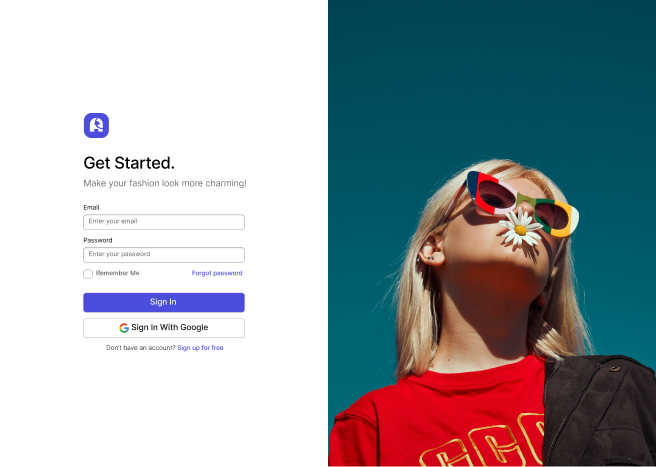 Get Started.
Make your fashion look more charming!
Email
Enter your email
Password
Enter your password
Remember Me
Forgot password
Sign In
Sign In With Google
Don't have an account? Sign up for free